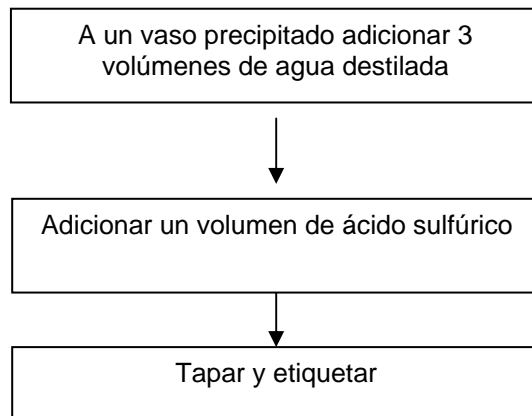 A un vaso precipitado adicionar 3
volúmenes de agua destilada
Adicionar un volumen de ácido sulfúrico
Tapar y etiquetar